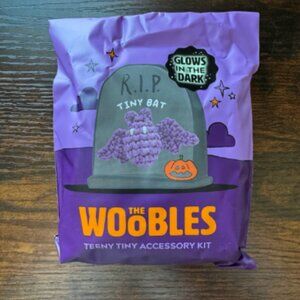 GLOWS
IN THE
DARK
R.I.P.
TINY BAT
THE
WOOBLES
TEENY TINY ACCESSORY KIT